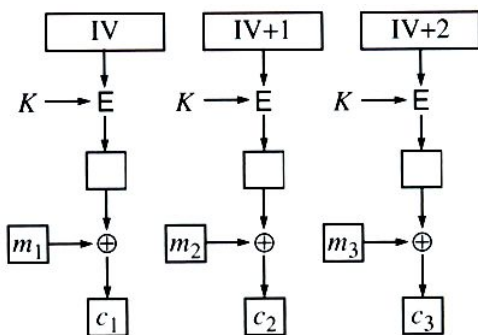 IV IV+1 IV+2
K E K E K E
m₁ ⊕ m₂ ⊕ m₃ ⊕
c₁ c₂ c₃